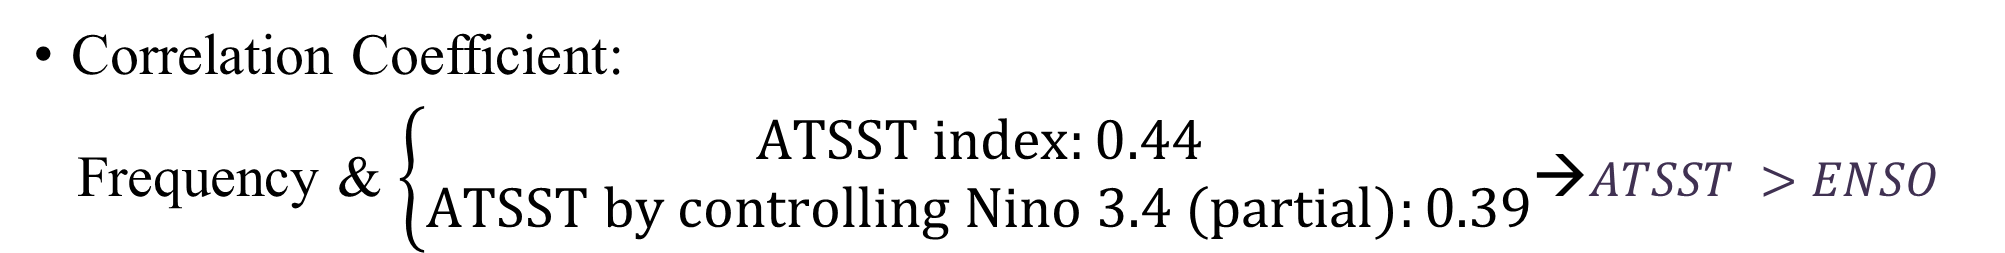 • Correlation Coefficient:
ATSST index: 0.44
Frequency & { ATSST by controlling Nino 3.4 (partial): 0.39 → ATSST > ENSO